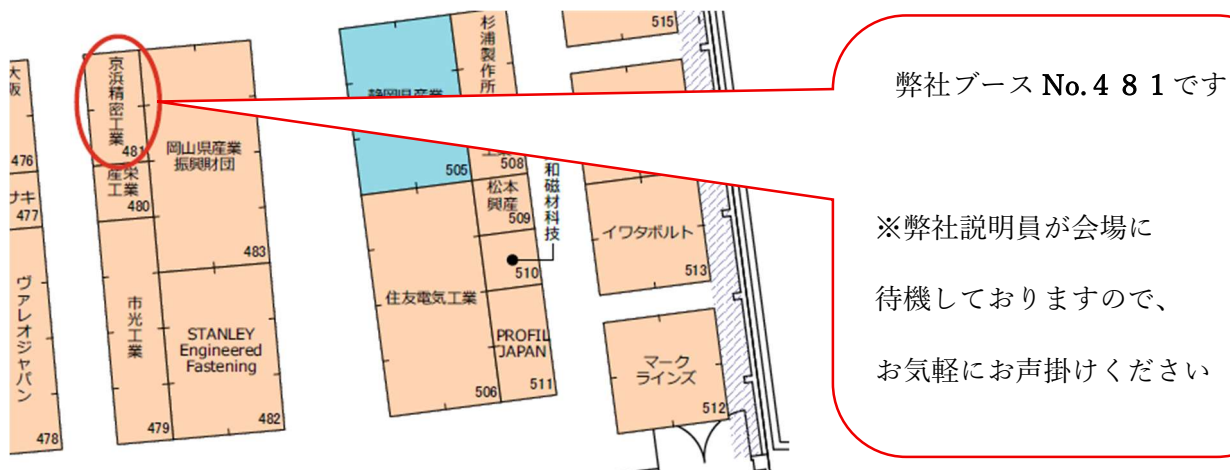 大阪
476
サキ
477
ヴァレオジャパン
478
京浜精密工業
481
産栄
工業
480
市光工業
479
岡山県産業
振興財団
483
STANLEY
Engineered
Fastening
482
静岡県産業
505
住友電気工業
506
杉浦製作所
508
松本
興産
509
和磁材科技
510
PROFIL
JAPAN
511
515
イワタボルト
513
マーク
ラインズ
512
弊社ブース No.４８１です
※弊社説明員が会場に
待機しておりますので、
お気軽にお声掛けください